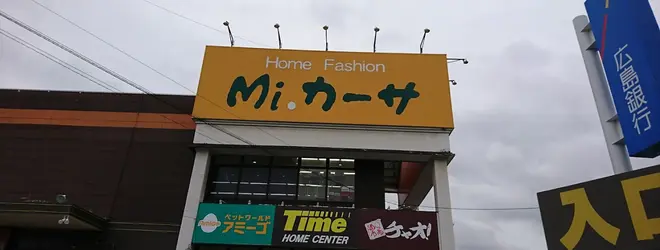 Home Fashion
Mi.カーサ
広島銀行
ペットワールド
アミーゴ
Time
HOME CENTER
チャオ!
入口